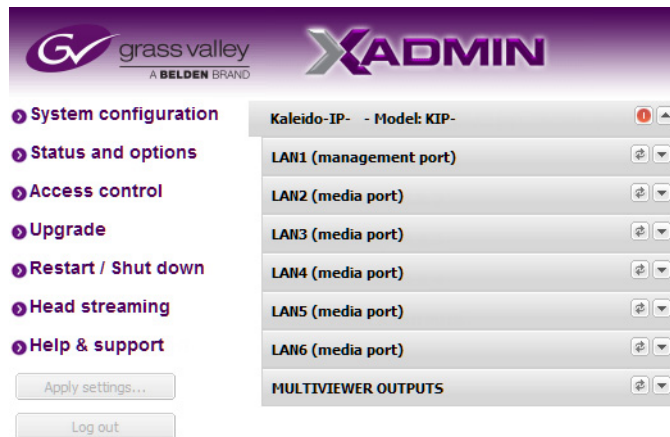 GV grass valley
A BELDEN BRAND
XADMIN
System configuration
Status and options
Access control
Upgrade
Restart / Shut down
Head streaming
Help & support
Apply settings...
Log out
Kaleido-IP- - Model: KIP-
LAN1 (management port)
LAN2 (media port)
LAN3 (media port)
LAN4 (media port)
LAN5 (media port)
LAN6 (media port)
MULTIVIEWER OUTPUTS